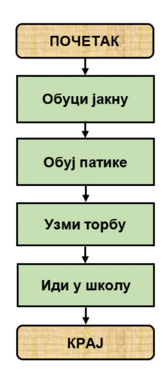 ПОЧЕТАК
Обуци јакну
Обуј патике
Узми торбу
Иди у школу
КРАЈ